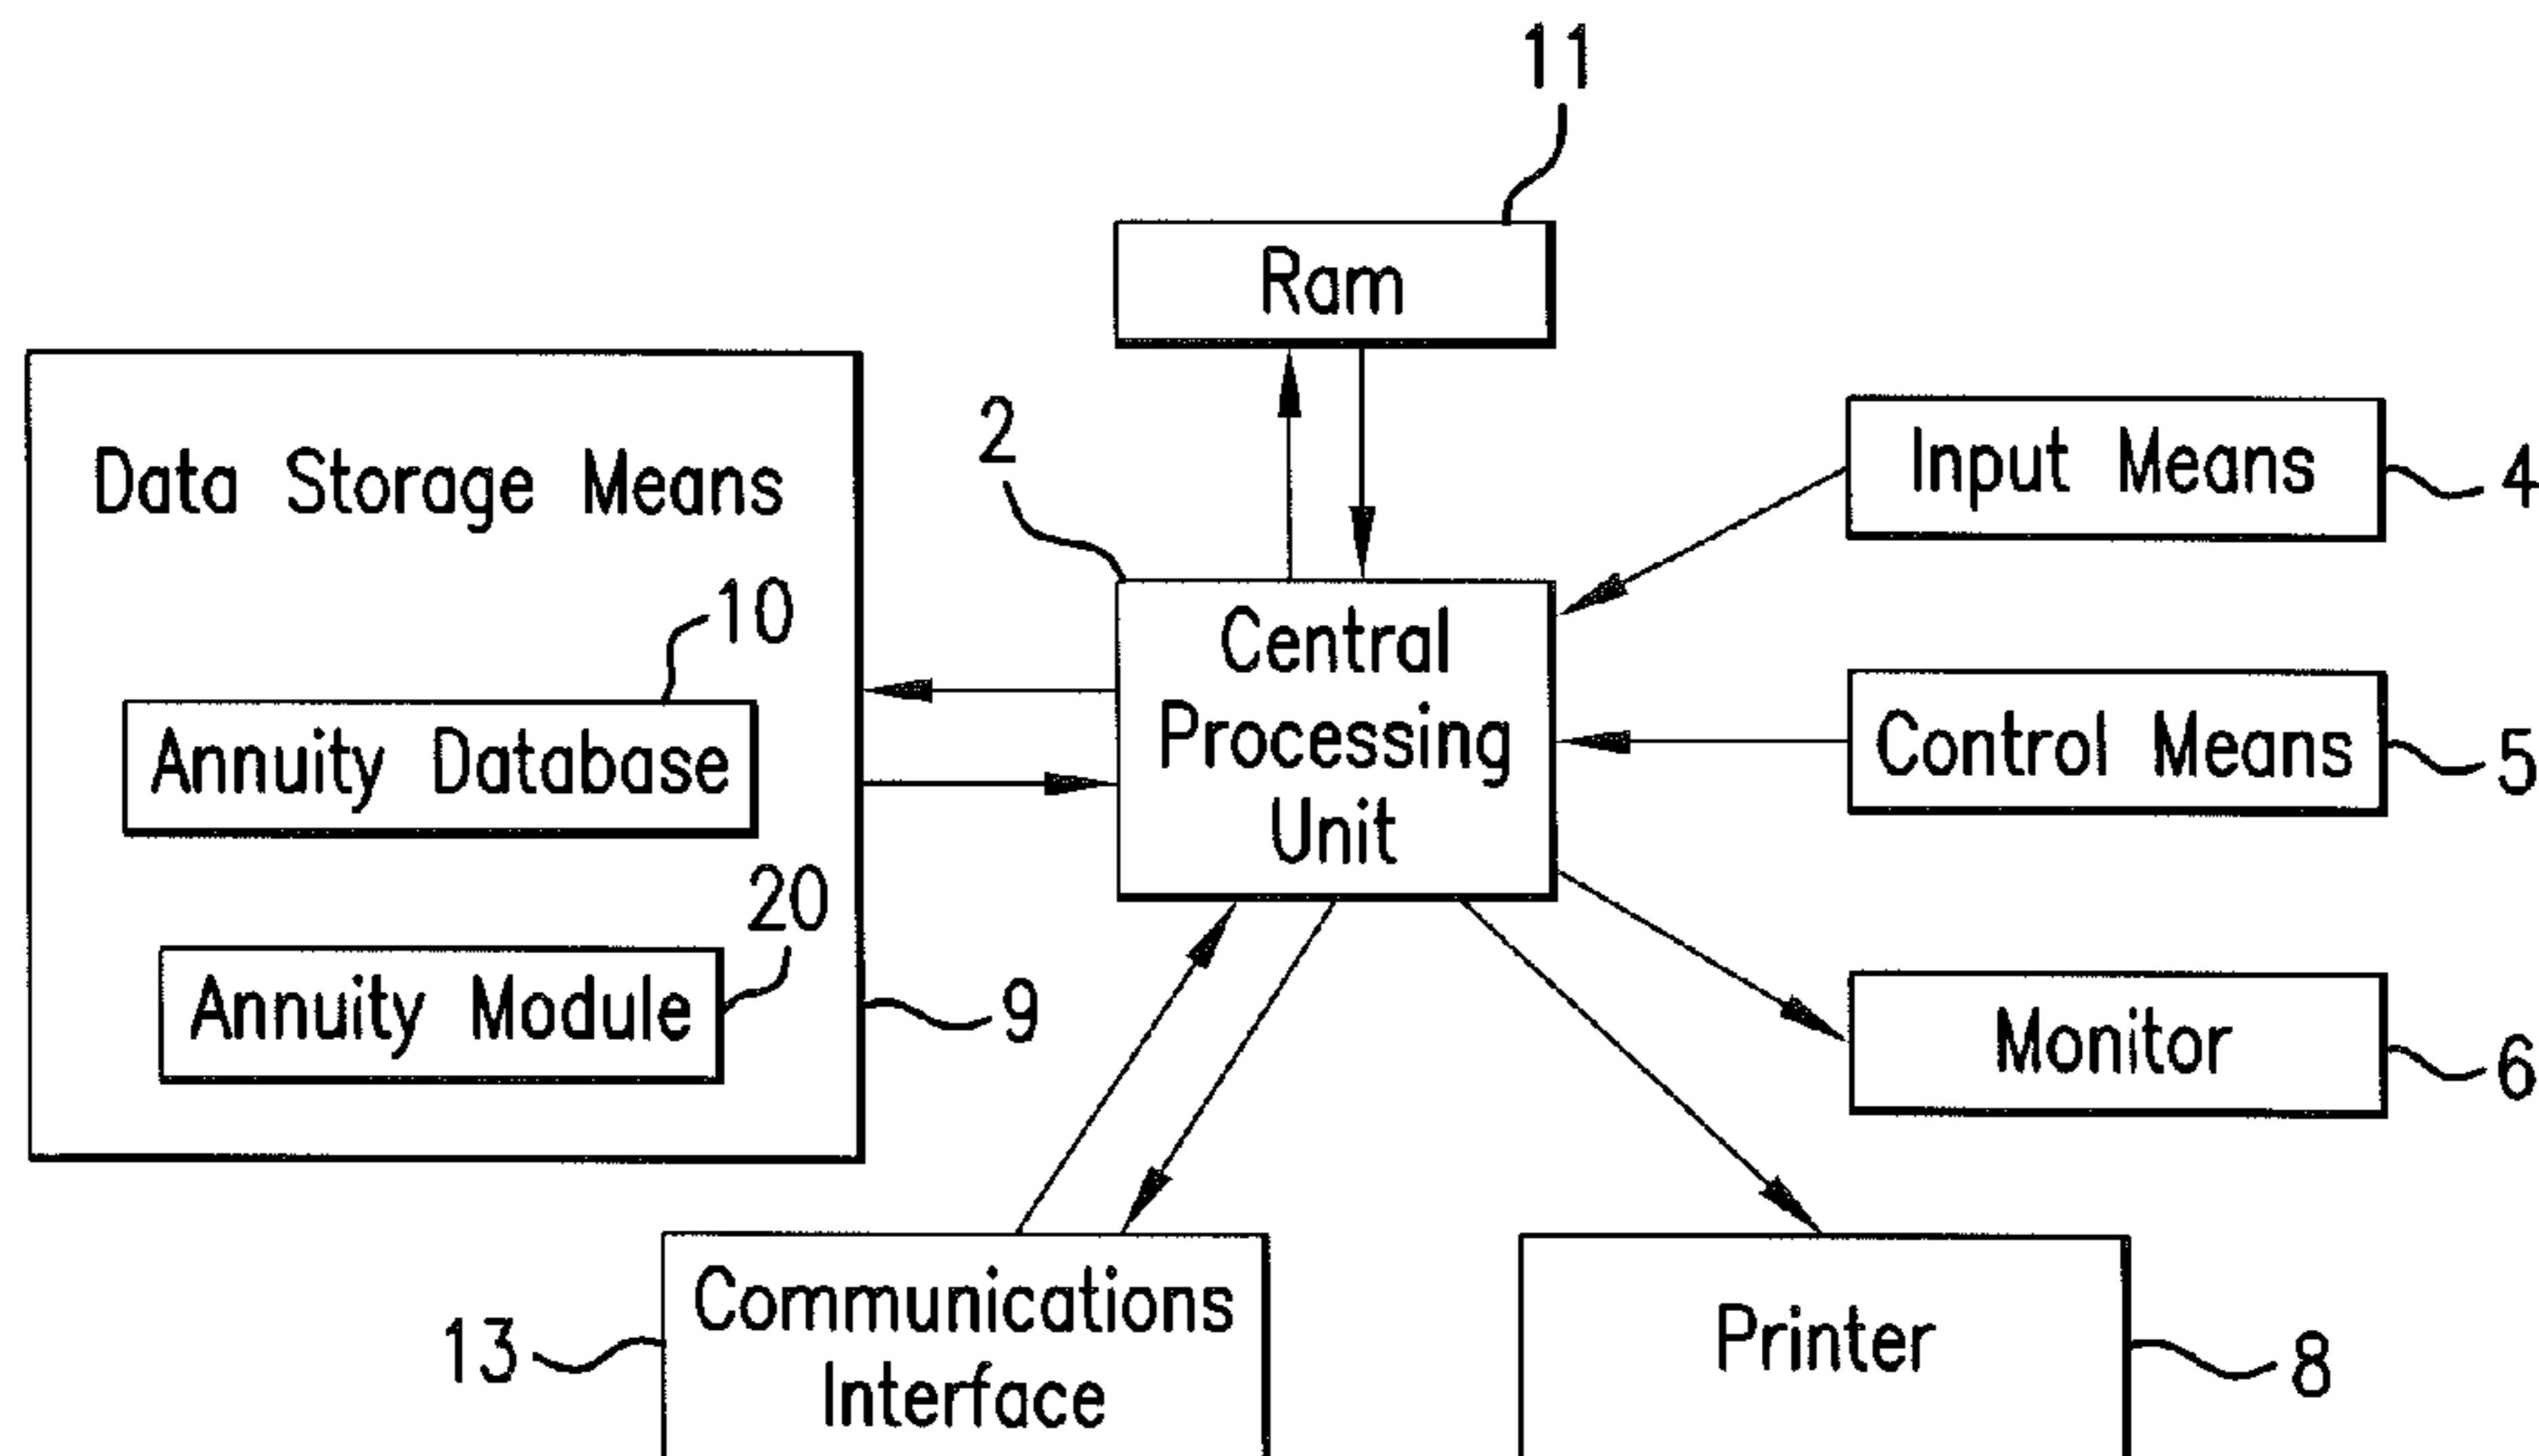 11
Ram
2
Input Means
4
Data Storage Means
10
Central
Processing
Unit
Annuity Database
Control Means
5
20
Annuity Module
9
Monitor
6
Communications
Interface
13
Printer
8